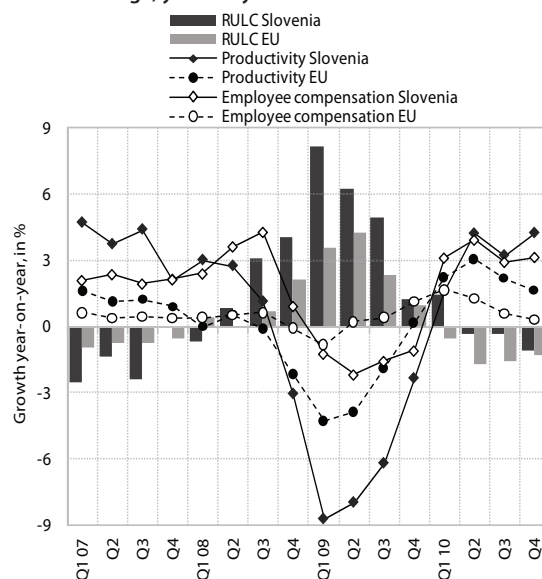 RULC Slovenia
RULC EU
Productivity Slovenia
Productivity EU
Employee compensation Slovenia
Employee compensation EU
Growth year-on-year, in %
9
6
3
0
-3
-6
-9
Q1 07
Q2
Q3
Q4
Q1 08
Q2
Q3
Q4
Q1 09
Q2
Q3
Q4
Q1 10
Q2
Q3
Q4